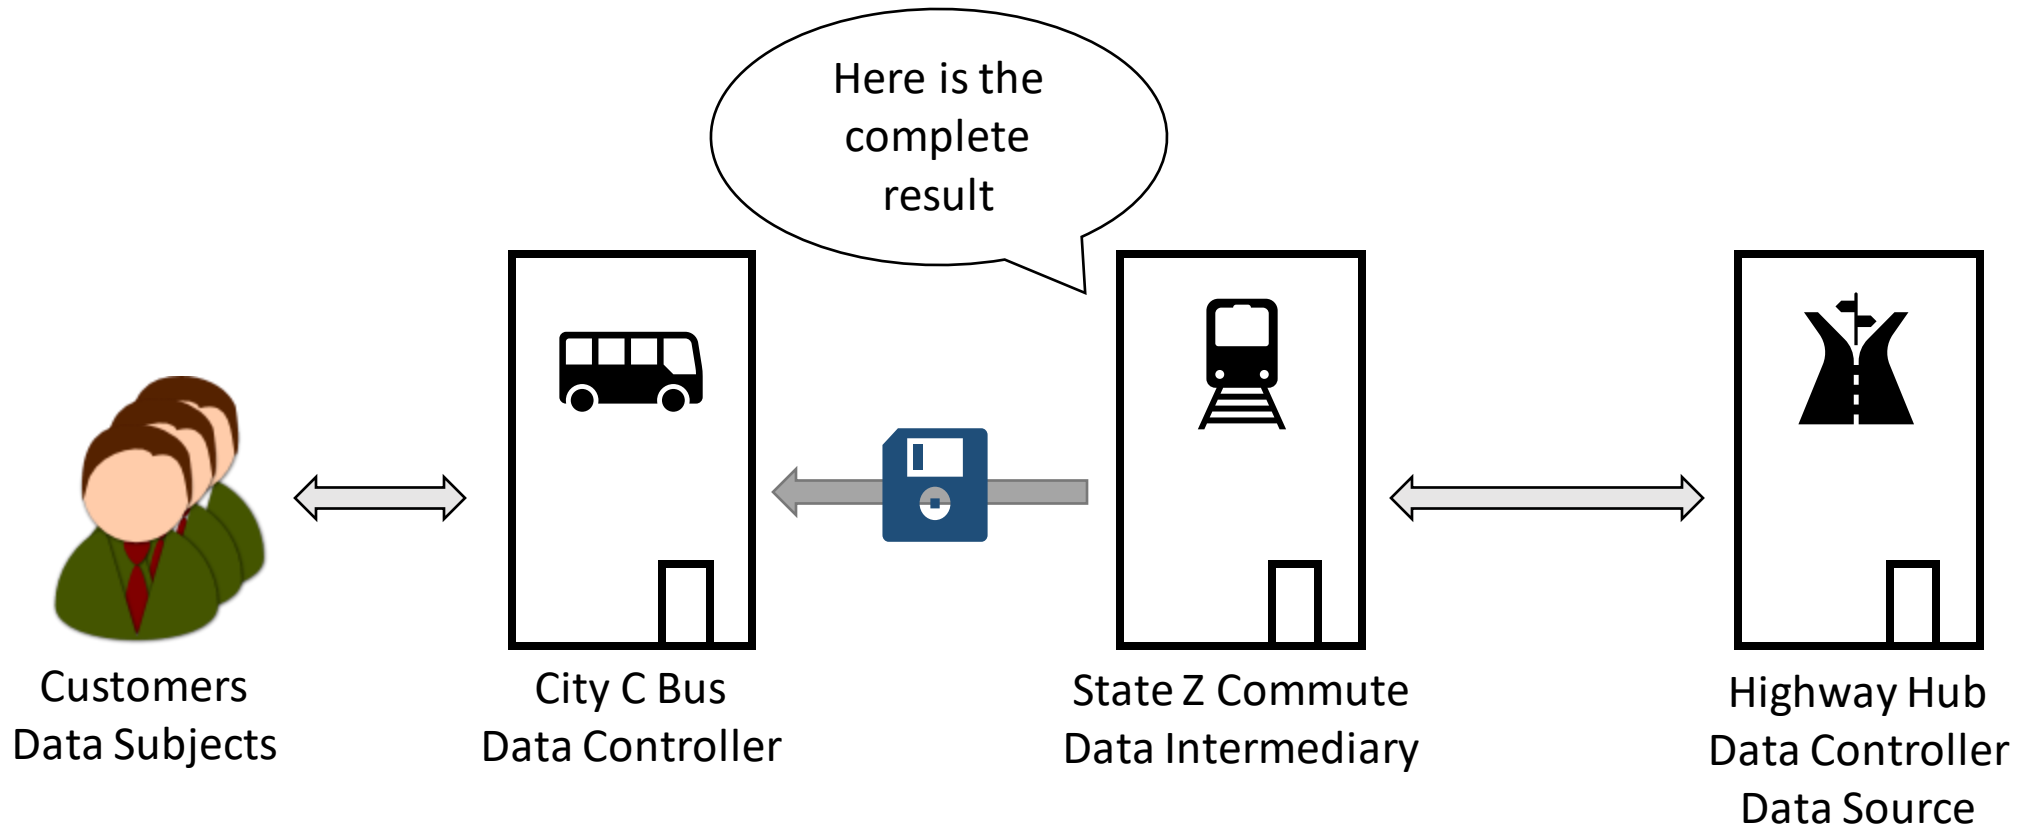 Here is the
complete
result
Customers
Data Subjects
City C Bus
Data Controller
State Z Commute
Data Intermediary
Highway Hub
Data Controller
Data Source